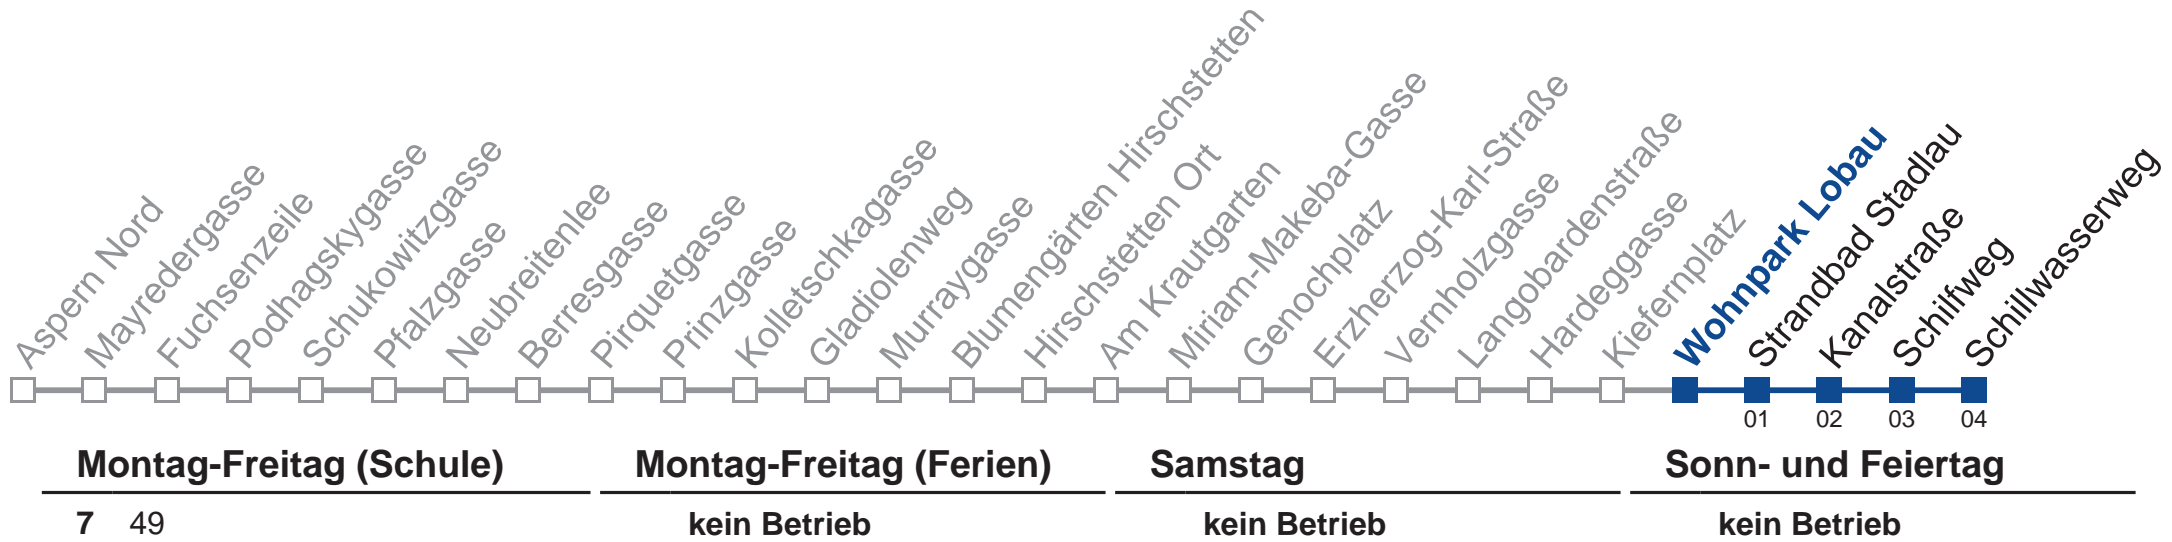 Aspern Nord
Mayredergasse
Fuchsenzeile
Podhagskygasse
Schukowitzgasse
Pfalzgasse
Neubreitenlee
Berresgasse
Pirquetgasse
Prinzgasse
Kolletschkagasse
Gladiolenweg
Murraygasse
Blumengärten Hirschstetten
Hirschstetten Ort
Am Krautgarten
Miriam-Makeba-Gasse
Genochplatz
Erzherzog-Karl-Straße
Vernholzgasse
Langobardenstraße
Hardeggasse
Kiefernplatz
Wohnpark Lobau
Strandbad Stadlau
Kanalstraße
Schilfweg
Schillwasserweg
01 02 03 04
Montag-Freitag (Schule) Montag-Freitag (Ferien) Samstag Sonn- und Feiertag
7 49 kein Betrieb kein Betrieb kein Betrieb